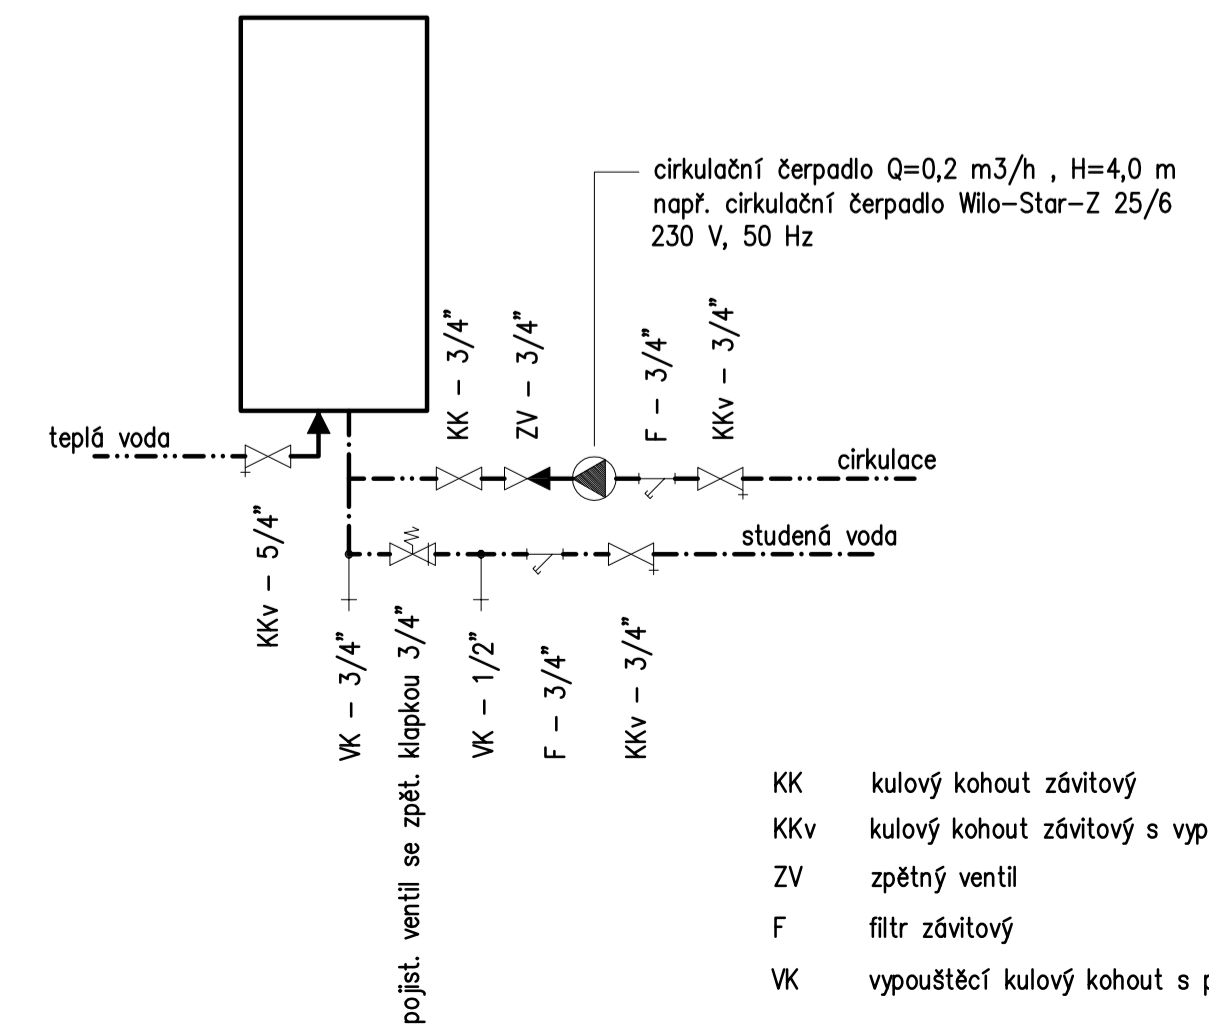 cirkulační čerpadlo Q=0,2 m3/h , H=4,0 m
např. cirkulační čerpadlo Wilo-Star-Z 25/6
230 V, 50 Hz
KK - 3/4"
ZV - 3/4"
F - 3/4"
KKv - 3/4"
teplá voda
cirkulace
studená voda
KKv - 5/4"
VK - 3/4"
pojist. ventil se zpět. klapkou 3/4"
VK - 1/2"
F - 3/4"
KKv - 3/4"
KK kulový kohout závitový
KKv kulový kohout závitový s vyp
ZV zpětný ventil
F filtr závitový
VK vypouštěcí kulový kohout s